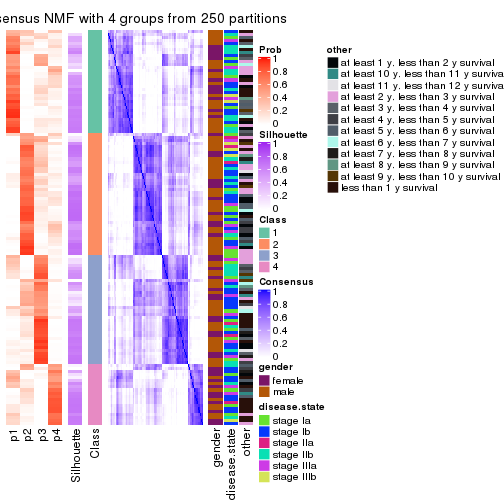 sensus NMF with 4 groups from 250 partitions
Prob
1
0.8
0.6
0.4
0.2
0
Silhouette
1
0.8
0.6
0.4
0.2
0
Class
1
2
3
4
Consensus
1
0.8
0.6
0.4
0.2
0
gender
female
male
disease.state
stage Ia
stage Ib
stage IIa
stage IIb
stage IIIa
stage IIIb
other
at least 1 y. less than 2 y survival
at least 10 y. less than 11 y surviva
at least 11 y. less than 12 y surviva
at least 2 y. less than 3 y survival
at least 3 y. less than 4 y survival
at least 4 y. less than 5 y survival
at least 5 y. less than 6 y survival
at least 6 y. less than 7 y survival
at least 7 y. less than 8 y survival
at least 8 y. less than 9 y survival
at least 9 y. less than 10 y survival
less than 1 y survival
p1
p2
p3
p4
Silhouette
Class
gender
disease.state
other